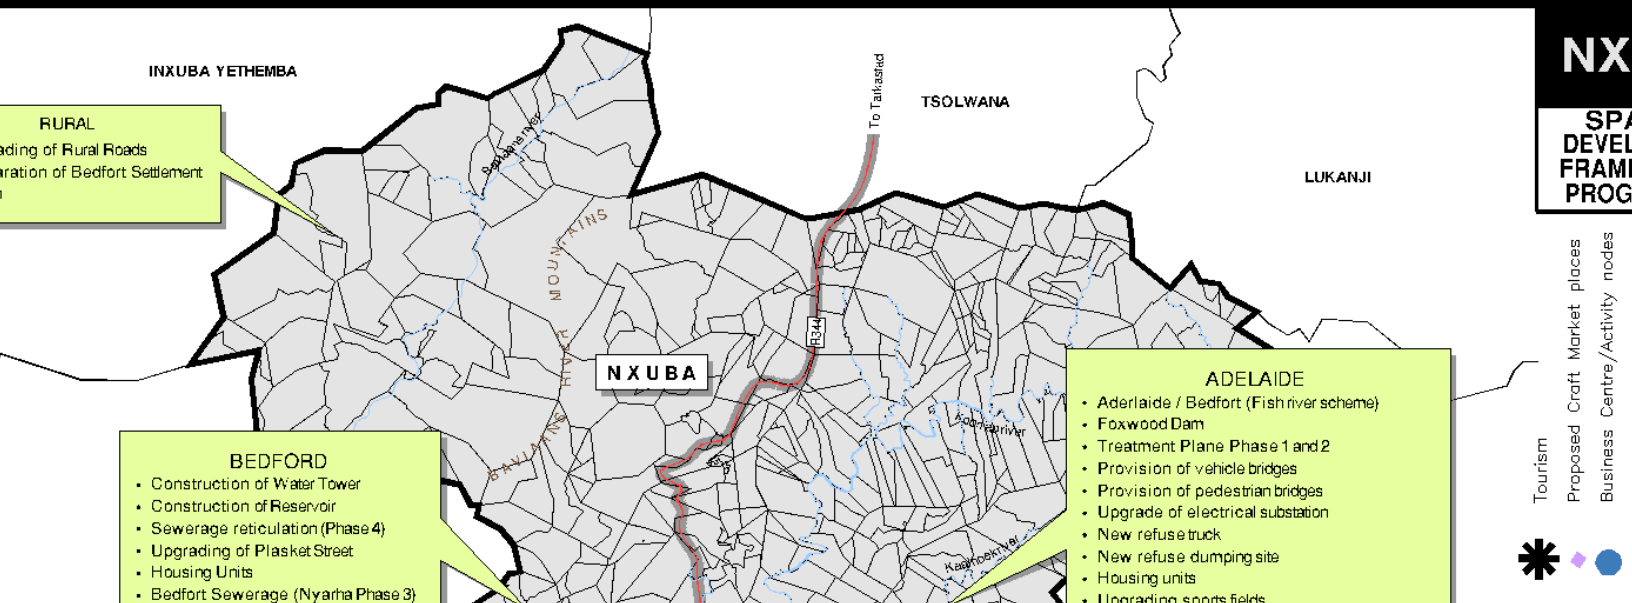 INXUBA YETHEMBA
To Tarkastad
TSOLWANA
LUKANJI
NX
SPA
DEVEL
FRAME
PROG
RURAL
ading of Rural Roads
aration of Bedfort Settlement
MOUNTAINS
RIVER
BAVIAANS
R344
NXUBA
Koonap river
BEDFORD
• Construction of Water Tower
• Construction of Reservoir
• Sewerage reticulation (Phase 4)
• Upgrading of Plasket Street
• Housing Units
• Bedfort Sewerage (Nyarha Phase 3)
ADELAIDE
• Aderlaide / Bedfort (Fish river scheme)
• Foxwood Dam
• Treatment Plane Phase 1 and 2
• Provision of vehicle bridges
• Provision of pedestrian bridges
• Upgrade of electrical substation
• New refuse truck
• New refuse dumping site
• Housing units
• Upgrading sports fields
Tourism
Proposed Craft Market places
Business Centre/Activity nodes